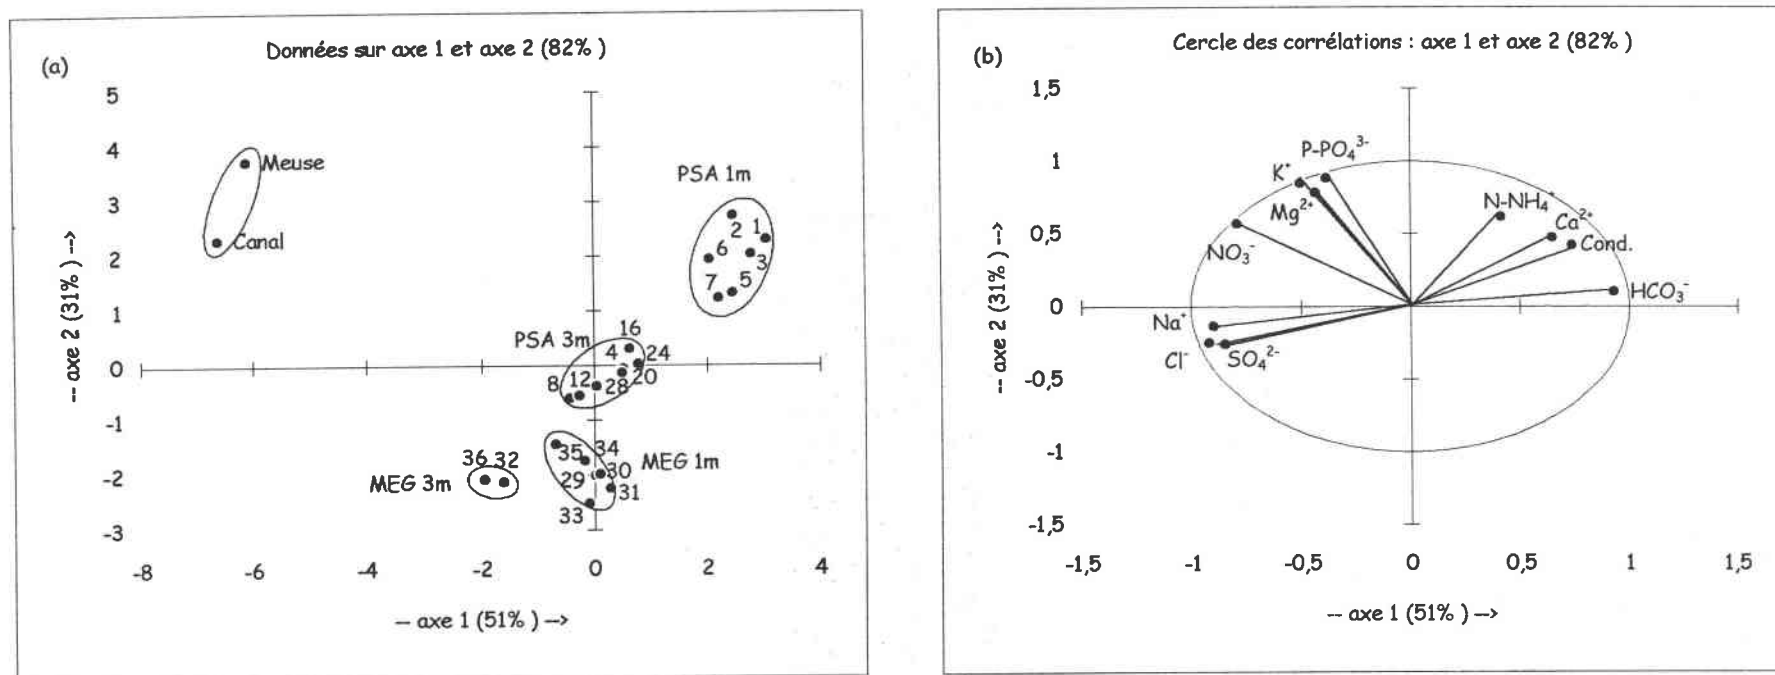 (a)
Données sur axe 1 et axe 2 (82% )
5
4
3
2
1
0
-1
-2
-3
-- axe 2 (31% ) -->
Meuse
Canal
PSA 1m
2 1
6 3
7 5
PSA 3m 16
4 24
8 12 28 20
36 32
MEG 3m
35 34
29 30 MEG 1m
31
33
-8 -6 -4 -2 0 2 4
-- axe 1 (51% ) -->
(b)
Cercle des corrélations : axe 1 et axe 2 (82% )
1,5
1
0,5
0
-0,5
-1
-1,5
-- axe 2 (31% ) -->
P-PO₄³⁻
K⁺
Mg²⁺
NO₃⁻
N-NH₄⁺
Ca²⁺
Cond.
HCO₃⁻
Na⁺
Cl⁻ SO₄²⁻
-1,5 -1 -0,5 0 0,5 1 1,5
-- axe 1 (51% ) -->